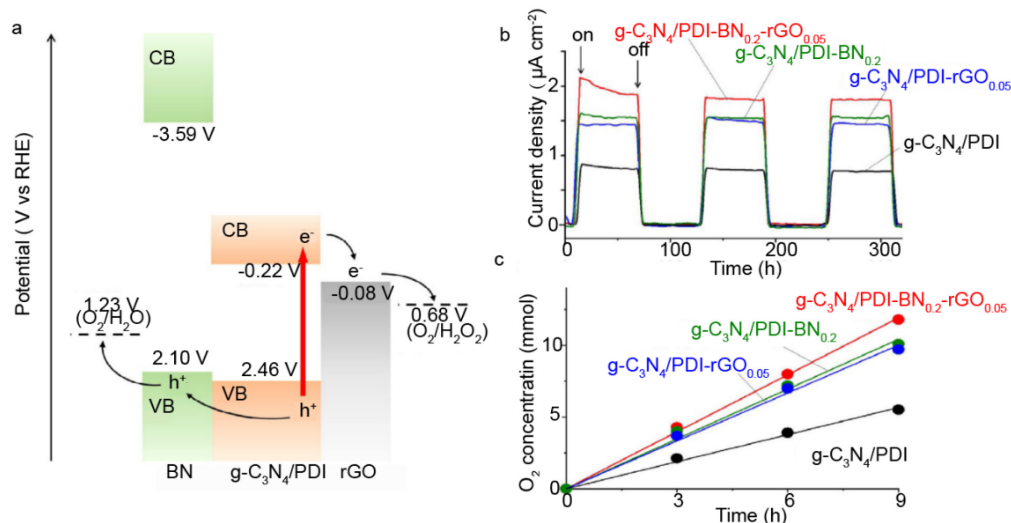 a
Potential ( V vs RHE)
CB
-3.59 V
CB
e-
-0.22 V
e-
-0.08 V
1.23 V
(O2/H2O)
0.68 V
(O2/H2O2)
2.10 V
2.46 V
h+
VB
VB
h+
BN
g-C3N4/PDI
rGO
b
on
off
g-C3N4/PDI-BN0.2-rGO0.05
g-C3N4/PDI-BN0.2
g-C3N4/PDI-rGO0.05
g-C3N4/PDI
Current density (µA cm-2)
2
1
0
0
100
200
300
Time (h)
c
O2 concentratin (mmol)
10
5
0
g-C3N4/PDI-BN0.2-rGO0.05
g-C3N4/PDI-BN0.2
g-C3N4/PDI-rGO0.05
g-C3N4/PDI
3
6
9
Time (h)